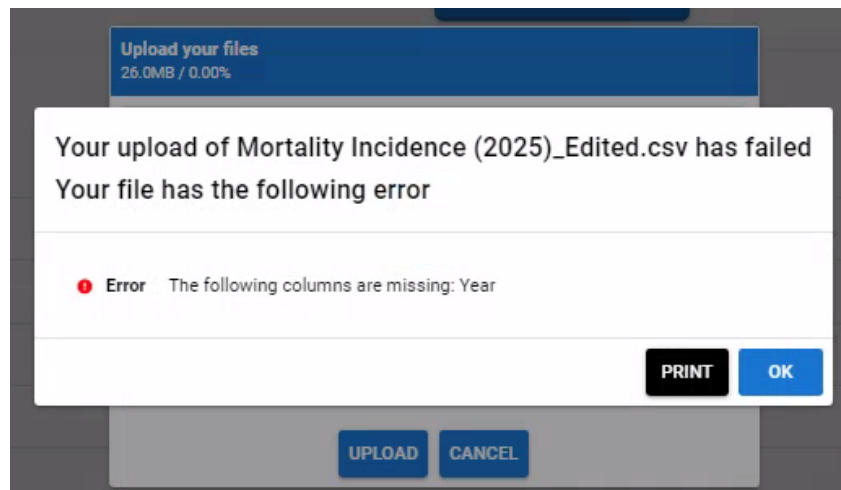 Upload your files
26.0MB / 0.00%
Your upload of Mortality Incidence (2025)_Edited.csv has failed
Your file has the following error
Error The following columns are missing: Year
PRINT OK
UPLOAD CANCEL